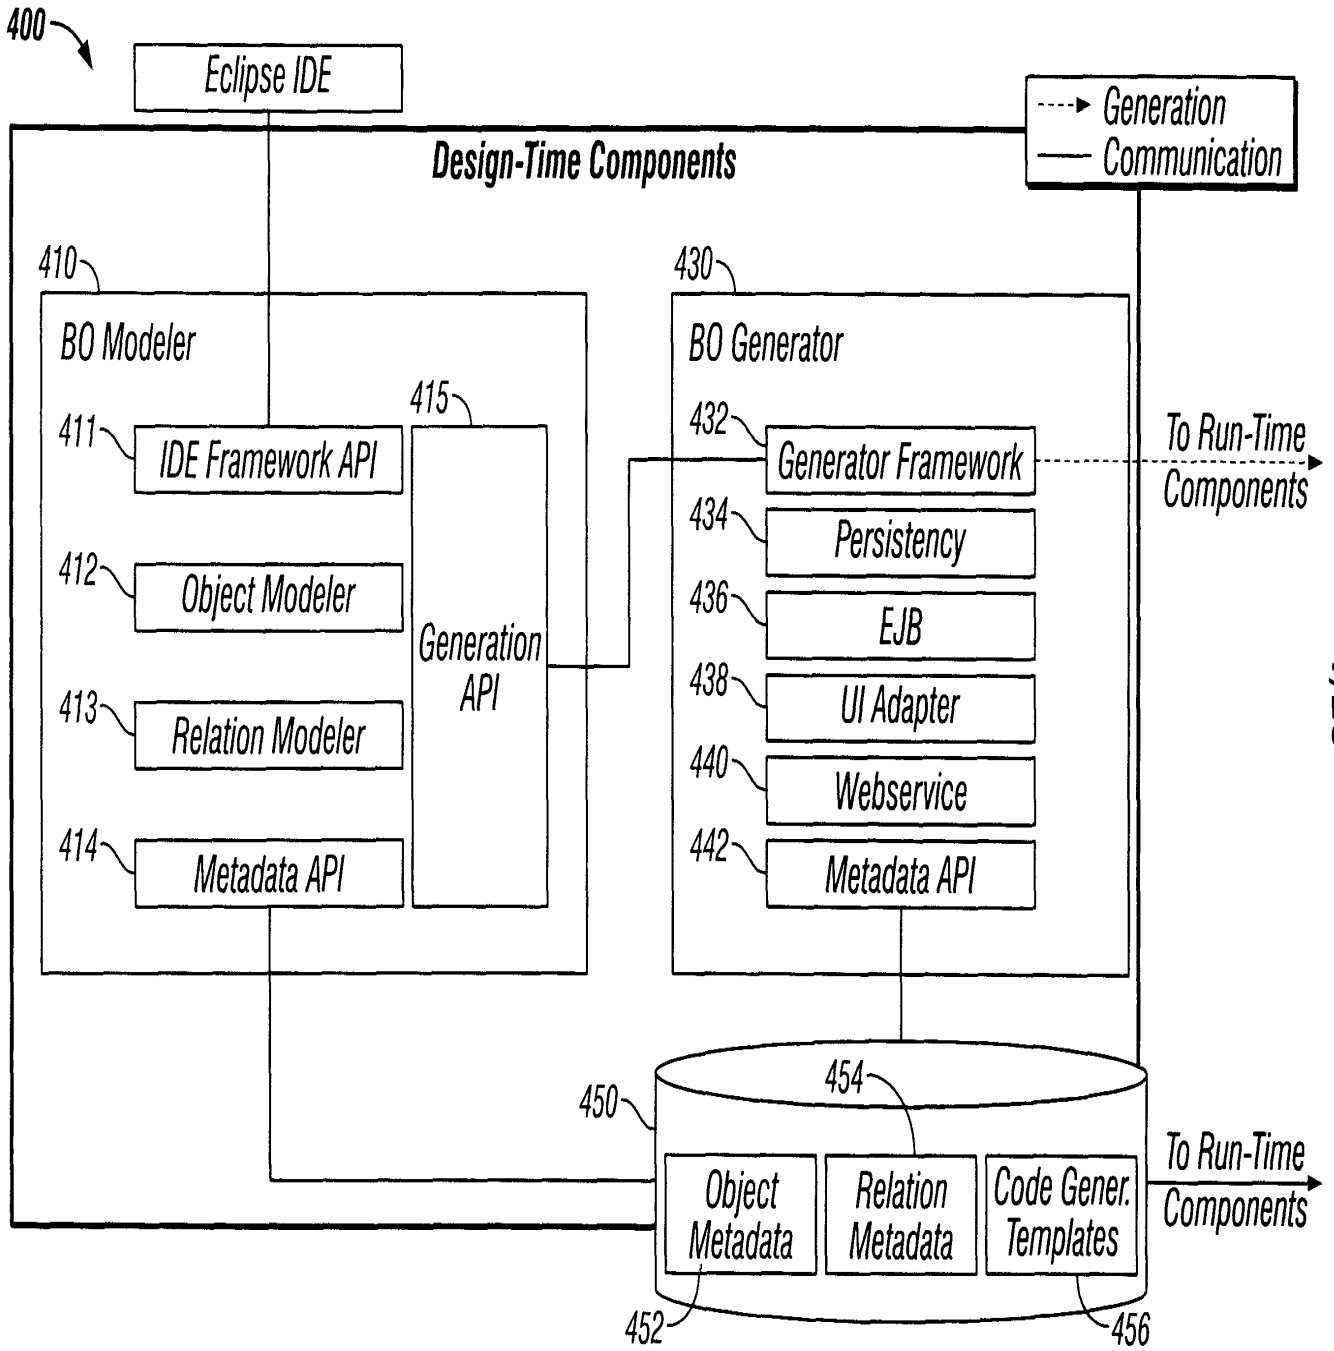 400
Eclipse IDE
Generation
Communication
Design-Time Components
410
BO Modeler
411
IDE Framework API
412
Object Modeler
413
Relation Modeler
414
Metadata API
415
Generation
API
430
BO Generator
432
Generator Framework
434
Persistency
436
EJB
438
UI Adapter
440
Webservice
442
Metadata API
To Run-Time
Components
450
454
Object
Metadata
Relation
Metadata
Code Gener.
Templates
452
456
To Run-Time
Components